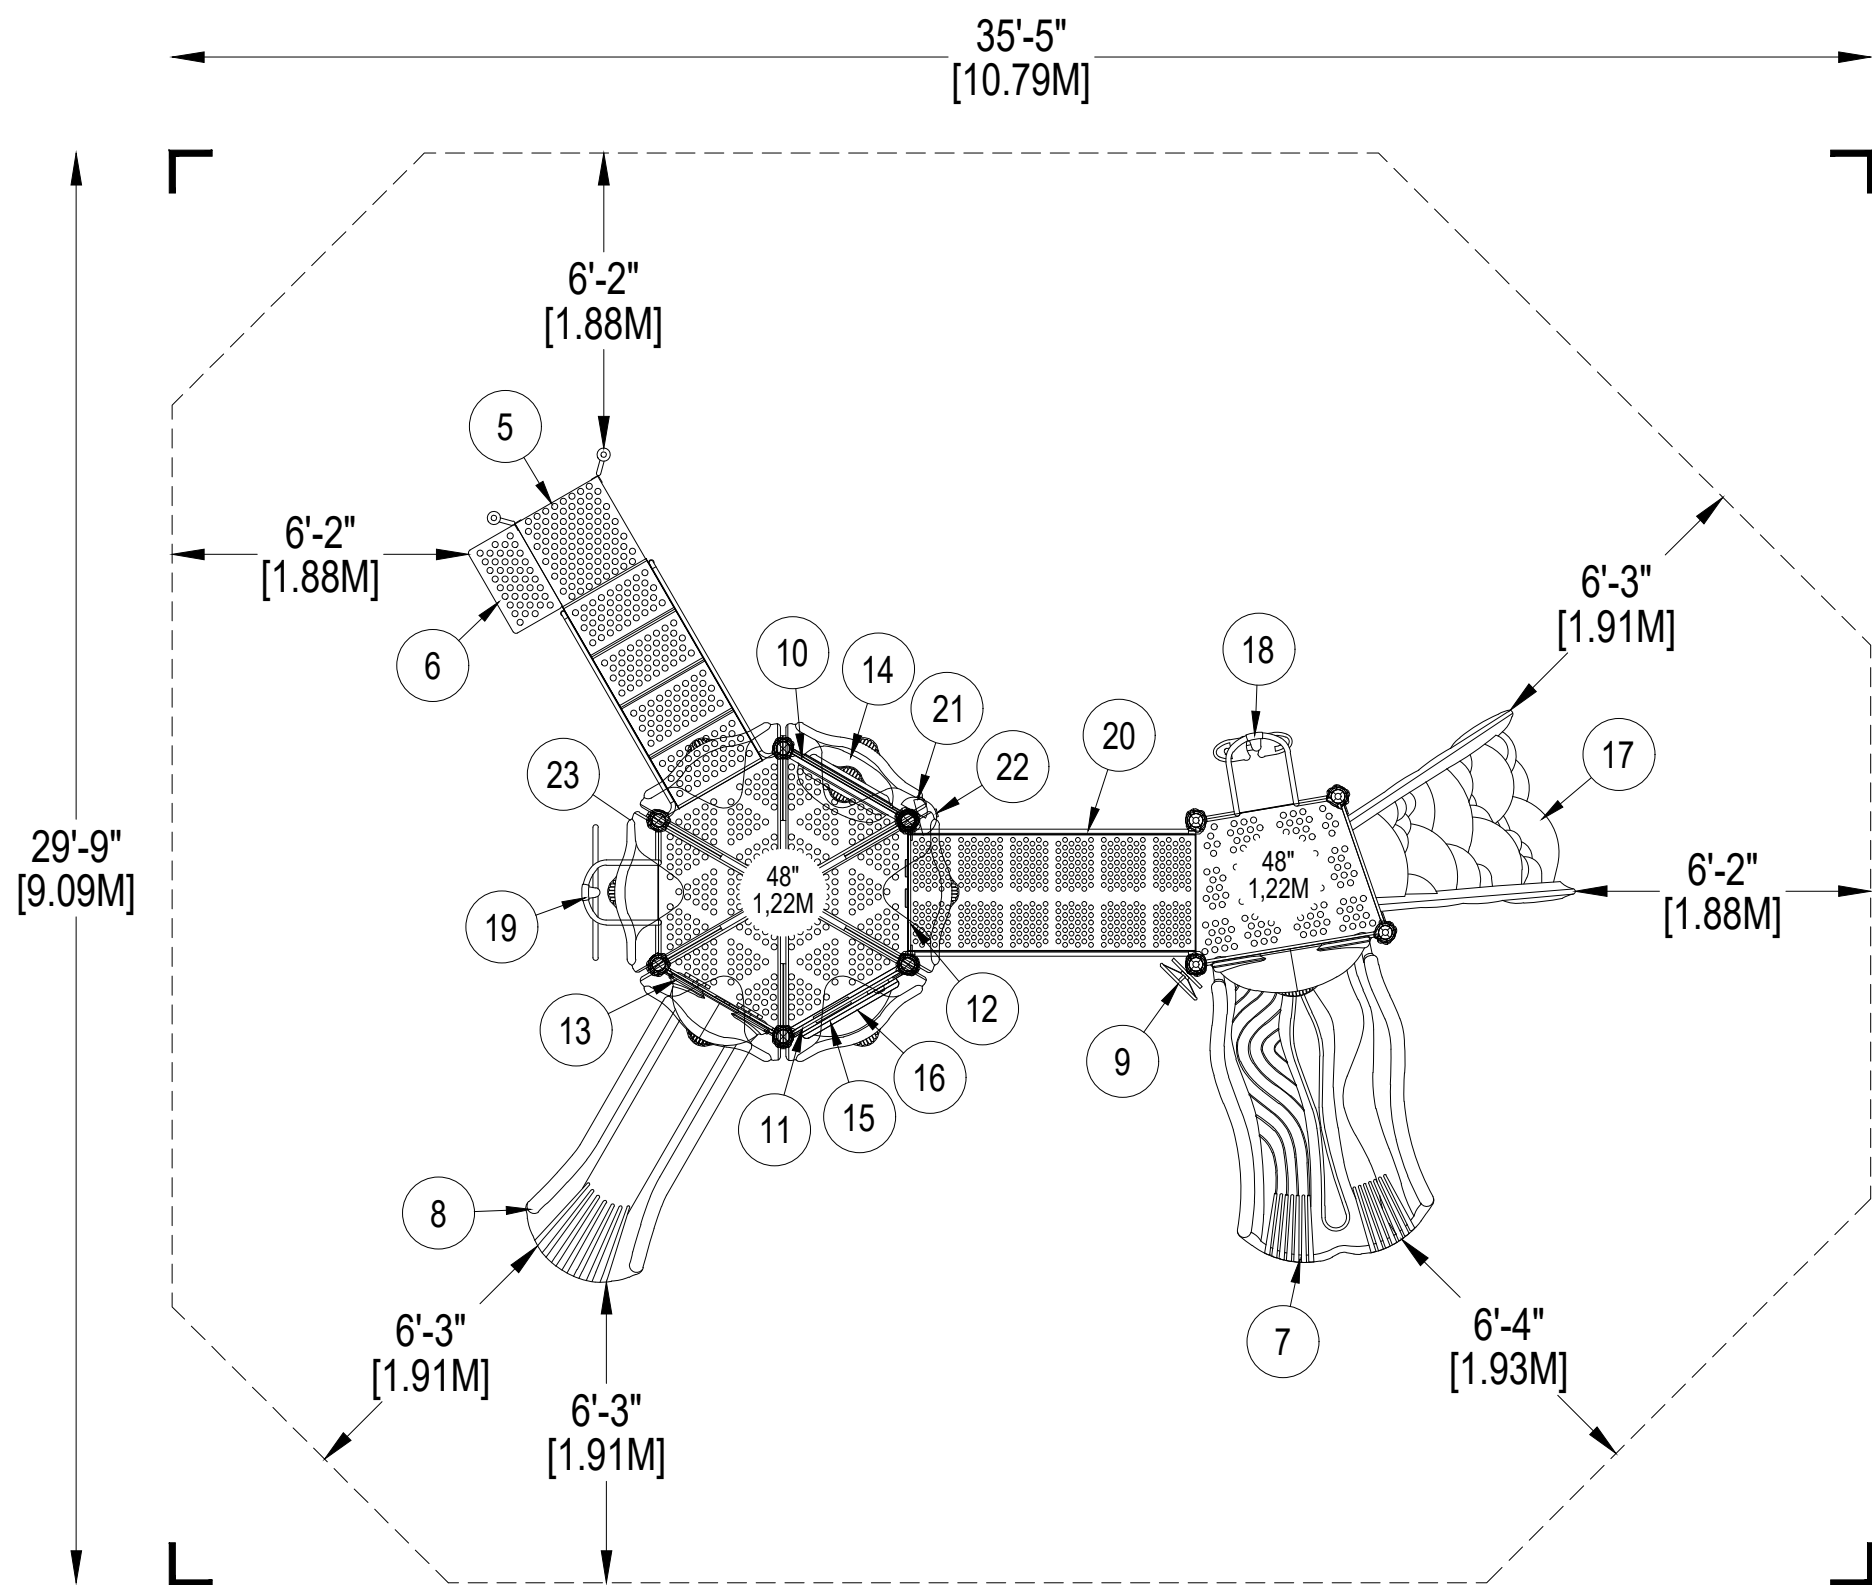 35'-5"
[10.79M]
6'-2"
[1.88M]
5
6'-2"
[1.88M]
6'-3"
[1.91M]
6
10
14
18
21
20
17
22
23
29'-9"
[9.09M]
48"
1,22M
48"
1,22M
6'-2"
[1.88M]
19
12
13
9
16
15
11
8
6'-3"
[1.91M]
7
6'-4"
[1.93M]
6'-3"
[1.91M]